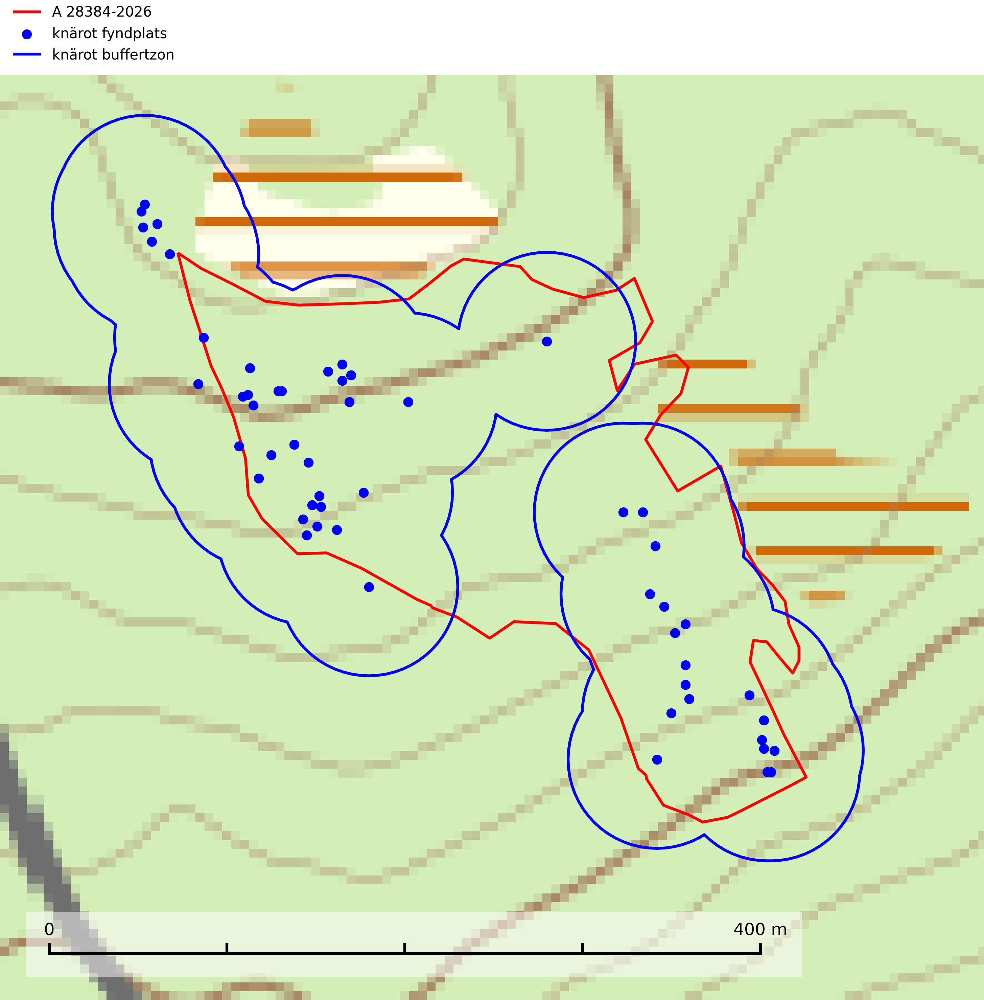 A 28384-2026
knärot fyndplats
knärot buffertzon
0
400 m